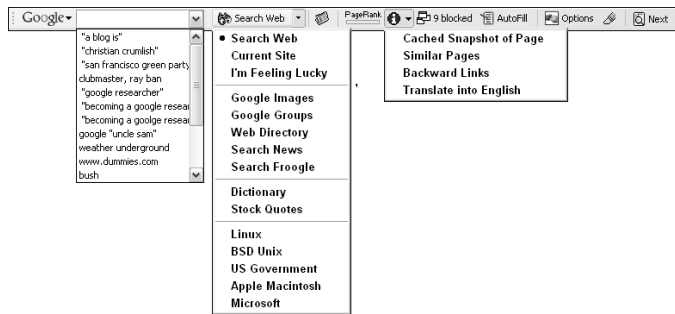 Google Search Web PageRank 9 blocked AutoFill Options Next
"a blog is"
"christian crumlish"
"san francisco green party
clubmaster, ray ban
"google researcher"
"becoming a google resear
"becoming a goolge resear
google "uncle sam"
weather underground
www.dummies.com
bush
Search Web
Current Site
I'm Feeling Lucky
Google Images
Google Groups
Web Directory
Search News
Search Froogle
Dictionary
Stock Quotes
Linux
BSD Unix
US Government
Apple Macintosh
Microsoft
Cached Snapshot of Page
Similar Pages
Backward Links
Translate into English